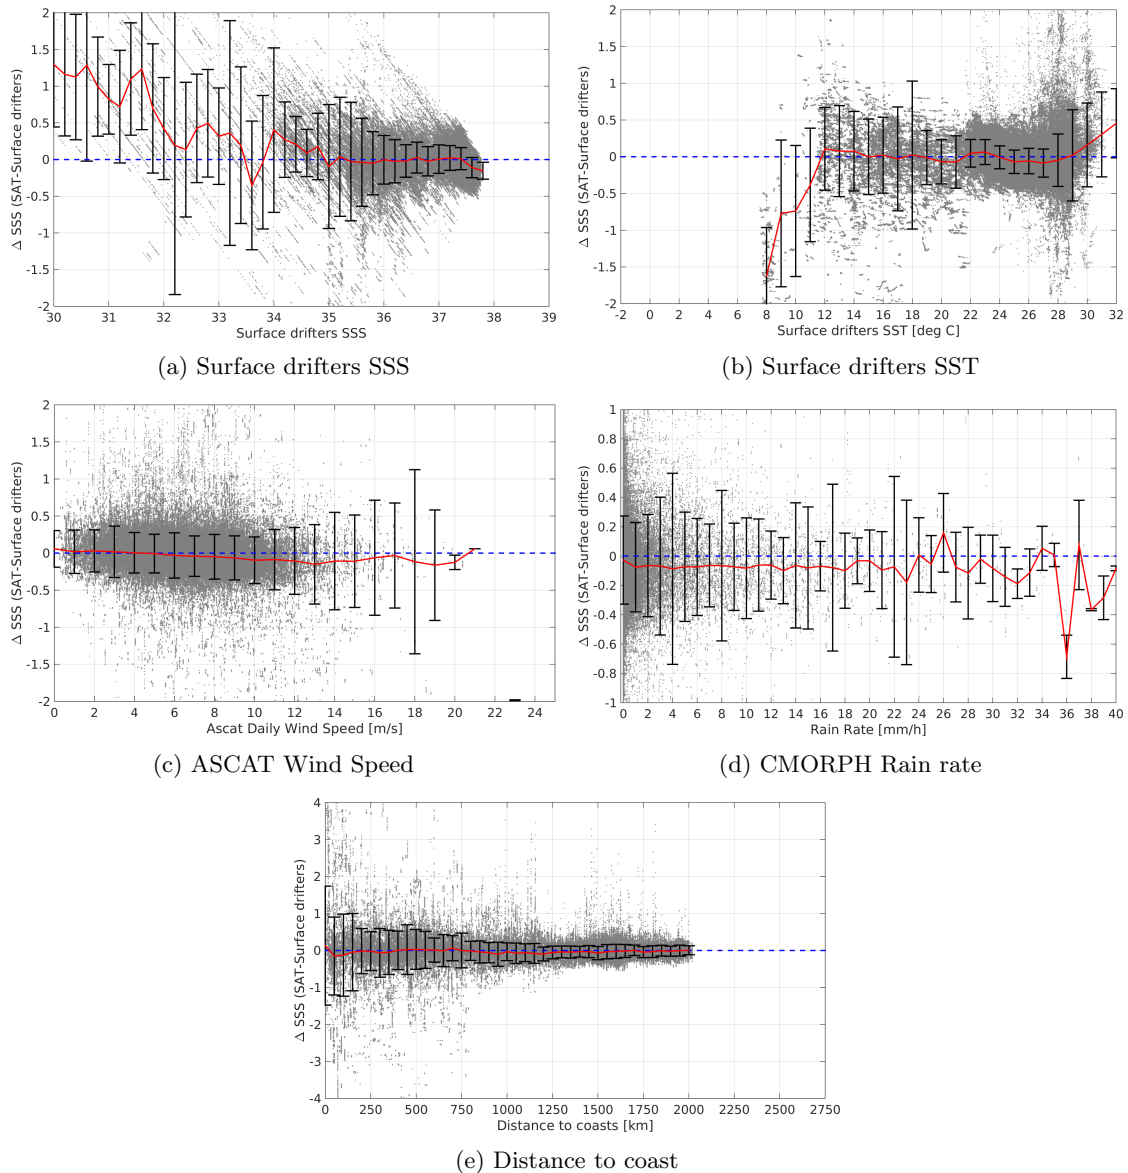 2
1.5
1
0.5
0
-0.5
-1
-1.5
-2
Δ SSS (SAT-Surface drifters)
30 31 32 33 34 35 36 37 38 39
Surface drifters SSS
(a) Surface drifters SSS
2
1.5
1
0.5
0
-0.5
-1
-1.5
-2
Δ SSS (SAT-Surface drifters)
-2 0 2 4 6 8 10 12 14 16 18 20 22 24 26 28 30 32
Surface drifters SST [deg C]
(b) Surface drifters SST
2
1.5
1
0.5
0
-0.5
-1
-1.5
-2
Δ SSS (SAT-Surface drifters)
0 2 4 6 8 10 12 14 16 18 20 22 24
Ascat Daily Wind Speed [m/s]
(c) ASCAT Wind Speed
1
0.8
0.6
0.4
0.2
0
-0.2
-0.4
-0.6
-0.8
-1
Δ SSS (SAT-Surface drifters)
0 2 4 6 8 10 12 14 16 18 20 22 24 26 28 30 32 34 36 38 40
Rain Rate [mm/h]
(d) CMORPH Rain rate
4
3
2
1
0
-1
-2
-3
-4
Δ SSS (SAT-Surface drifters)
0 250 500 750 1000 1250 1500 1750 2000 2250 2500 2750
Distance to coasts [km]
(e) Distance to coast